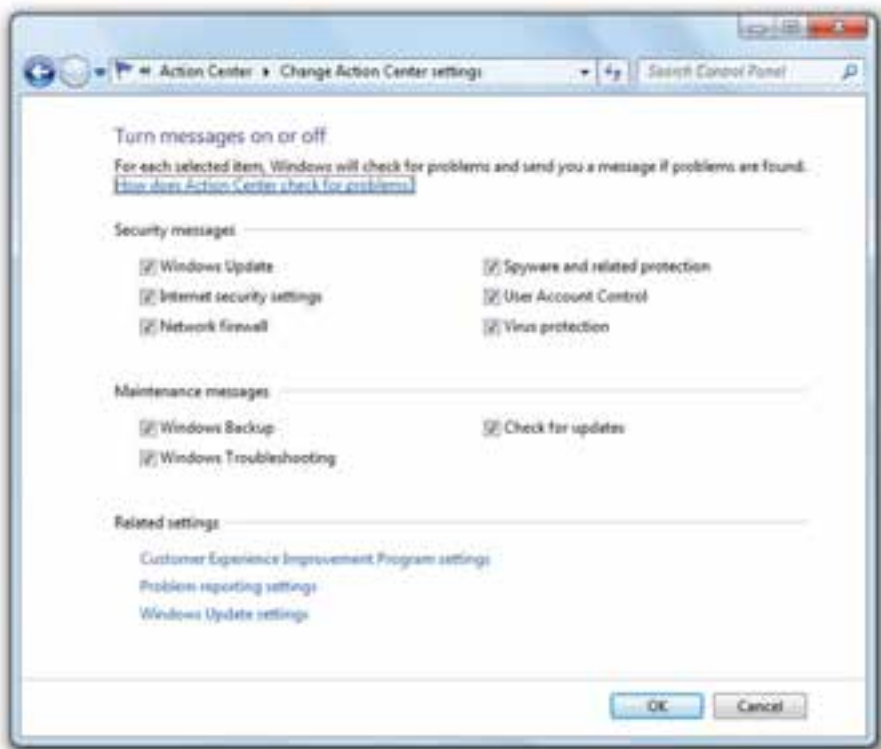 « Action Center ▸ Change Action Center settings
Search Control Panel
Turn messages on or off
For each selected item, Windows will check for problems and send you a message if problems are found.
How does Action Center check for problems?
Security messages
Windows Update
Spyware and related protection
Internet security settings
User Account Control
Network firewall
Virus protection
Maintenance messages
Windows Backup
Check for updates
Windows Troubleshooting
Related settings
Customer Experience Improvement Program settings
Problem reporting settings
Windows Update settings
OK
Cancel